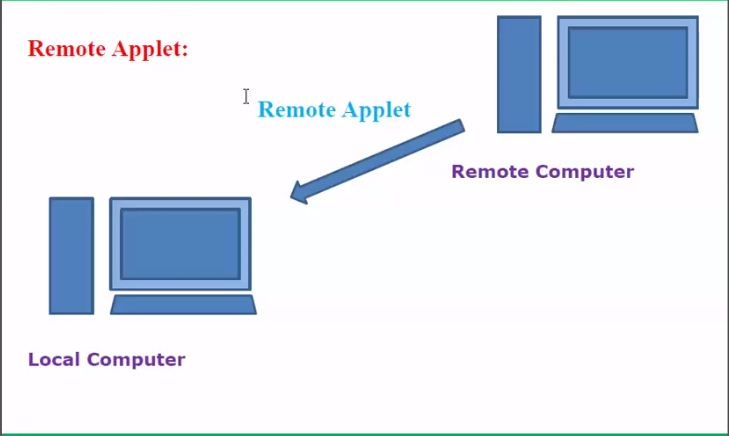 Remote Applet:
Remote Applet
Remote Computer
Local Computer